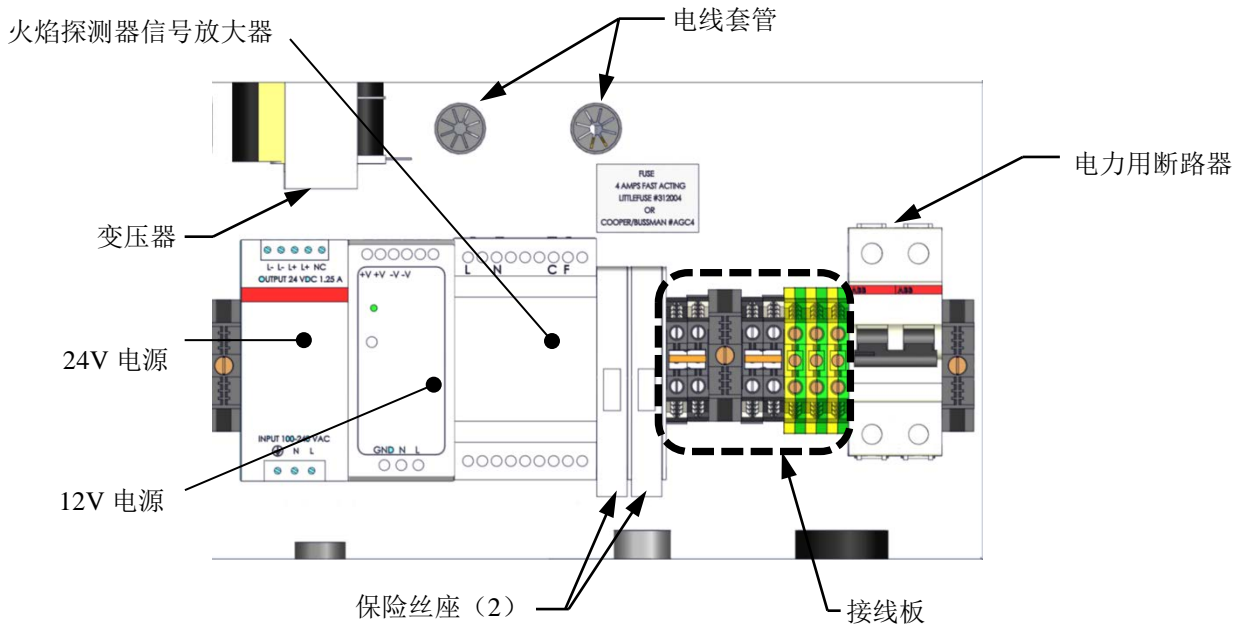 火焰探测器信号放大器
电线套管
电力用断路器
变压器
FUSE
4 AMPS FAST ACTING
LITTLEFUSE #312004
OR
COOPER/BUSSMAN #AGC4
L- L- L+ L+ NC
OUTPUT 24 VDC 1.25 A
+V +V -V -V
L N C F
ABB ABB
24V 电源
INPUT 100-240 VAC
N L
GND N L
12V 电源
保险丝座（2）
接线板